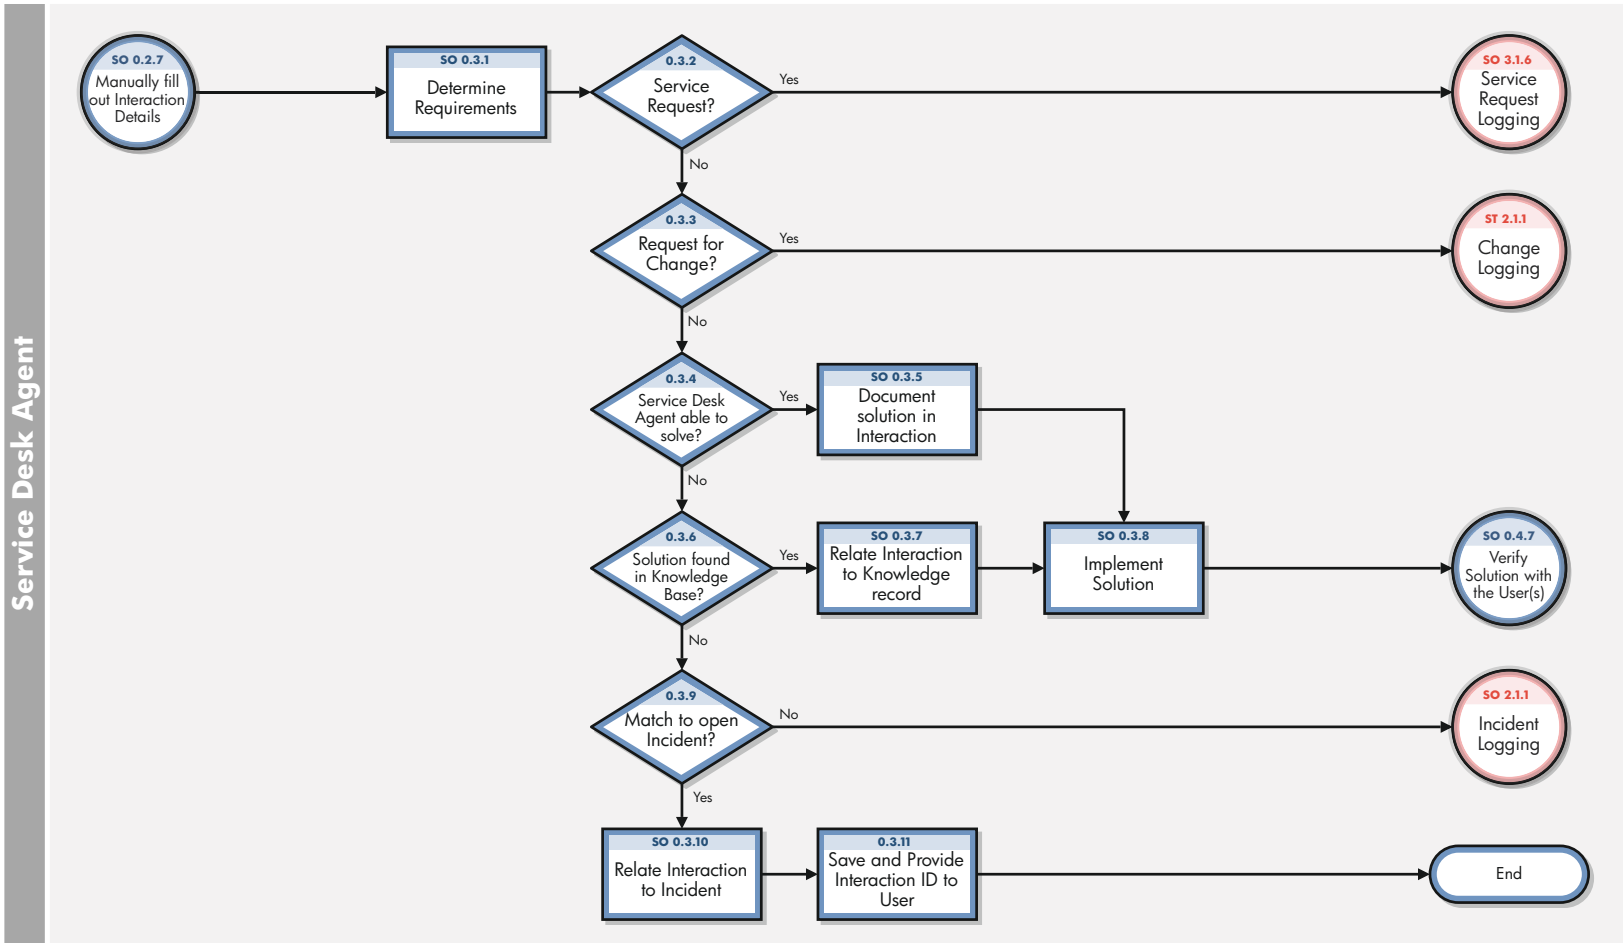 Service Desk Agent
SO 0.2.7
Manually fill
out Interaction
Details
SO 0.3.1
Determine
Requirements
0.3.2
Service
Request?
Yes
SO 3.1.6
Service
Request
Logging
No
0.3.3
Request for
Change?
Yes
ST 2.1.1
Change
Logging
No
0.3.4
Service Desk
Agent able to
solve?
Yes
SO 0.3.5
Document
solution in
Interaction
No
0.3.6
Solution found
in Knowledge
Base?
Yes
SO 0.3.7
Relate Interaction
to Knowledge
record
SO 0.3.8
Implement
Solution
SO 0.4.7
Verify
Solution with
the User(s)
No
0.3.9
Match to open
Incident?
No
SO 2.1.1
Incident
Logging
Yes
SO 0.3.10
Relate Interaction
to Incident
0.3.11
Save and Provide
Interaction ID to
User
End